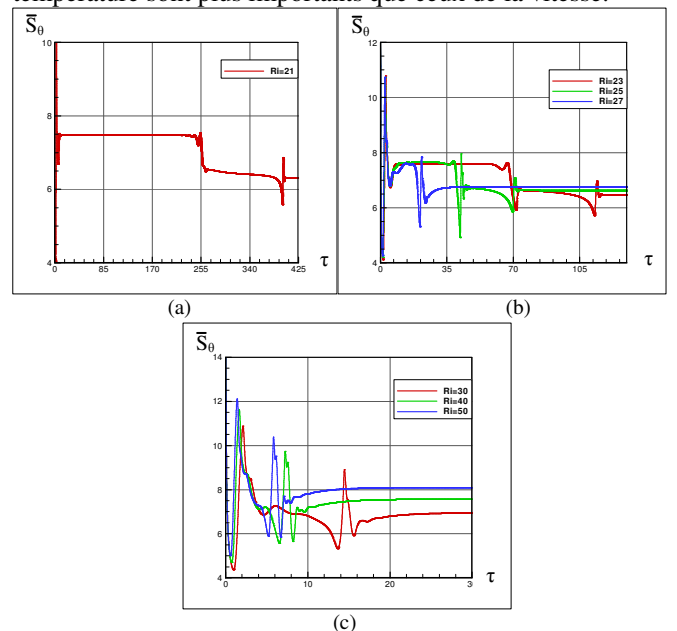 température sont plus importants que ceux de la vitesse.
S̅θ
10
8
6
4
0 85 170 255 340 425
τ
Ri=21
(a)
S̅θ
12
10
8
6
4
0 35 70 105
τ
Ri=23
Ri=25
Ri=27
(b)
S̅θ
14
12
10
8
6
4
0 10 20 30
τ
Ri=30
Ri=40
Ri=50
(c)